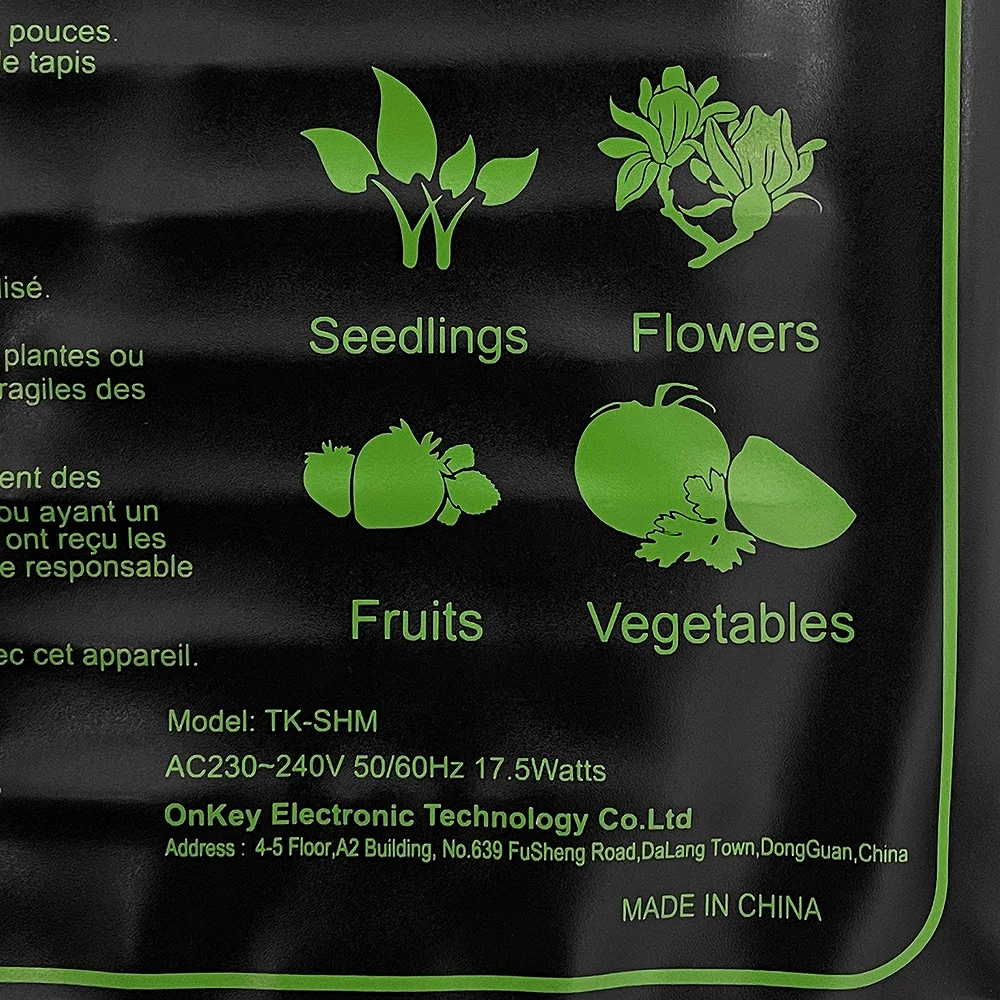 pouces.
de tapis
lisé.
plantes ou
ragiles des
ent des
ou ayant un
ont reçu les
e responsable
ec cet appareil.
Seedlings
Flowers
Fruits
Vegetables
Model: TK-SHM
AC230~240V 50/60Hz 17.5Watts
OnKey Electronic Technology Co.Ltd
Address : 4-5 Floor,A2 Building, No.639 FuSheng Road,DaLang Town,DongGuan,China
MADE IN CHINA